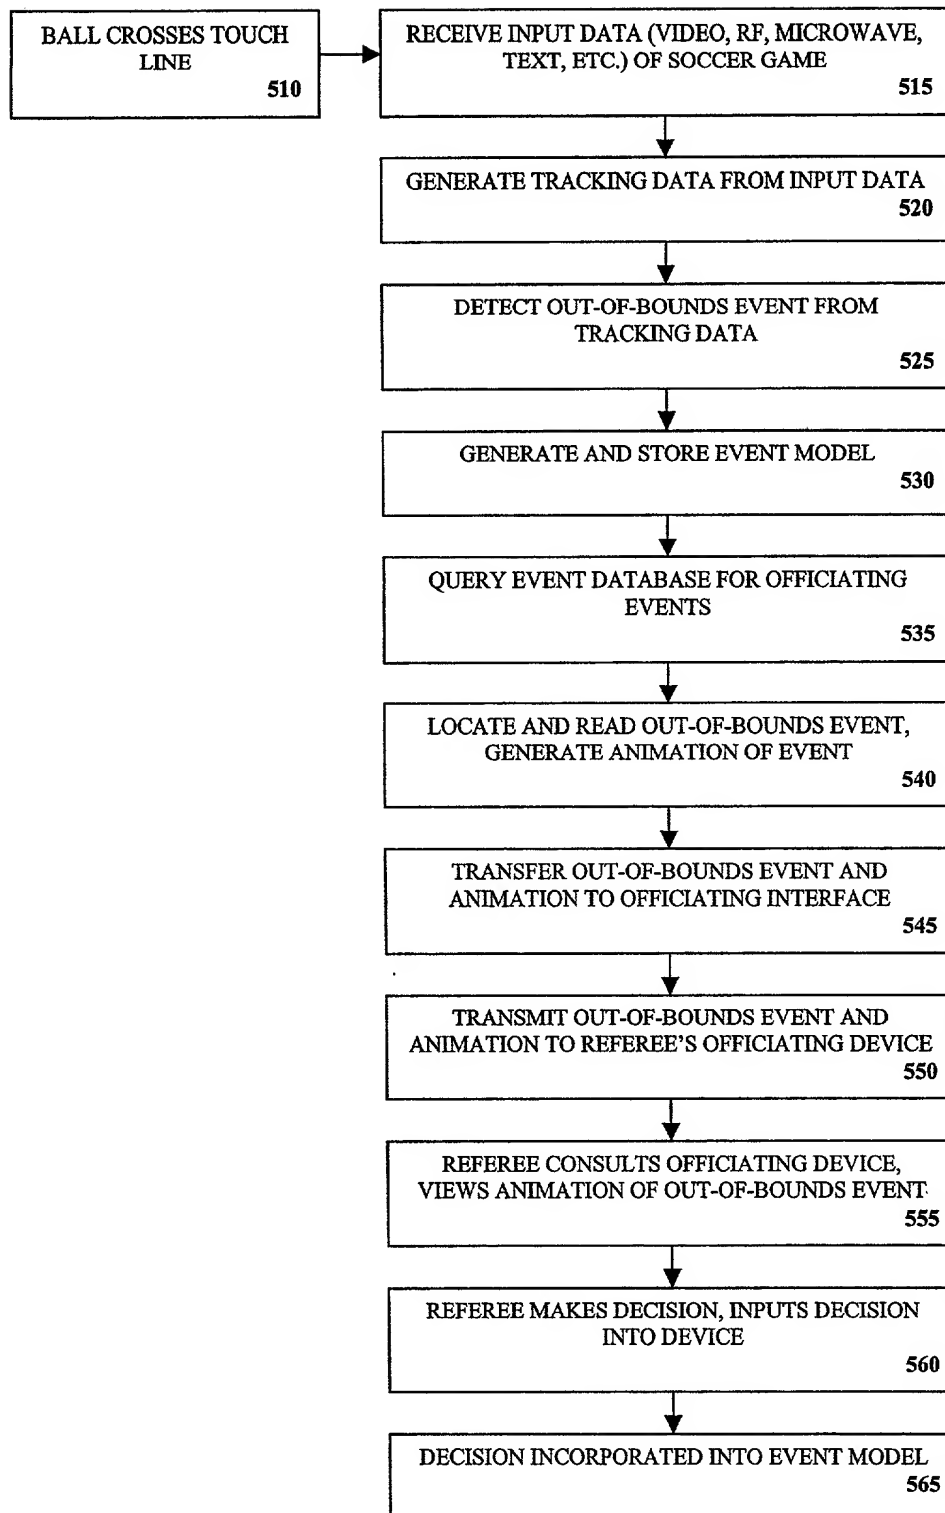 BALL CROSSES TOUCH
LINE
510
RECEIVE INPUT DATA (VIDEO, RF, MICROWAVE,
TEXT, ETC.) OF SOCCER GAME
515
GENERATE TRACKING DATA FROM INPUT DATA
520
DETECT OUT-OF-BOUNDS EVENT FROM
TRACKING DATA
525
GENERATE AND STORE EVENT MODEL
530
QUERY EVENT DATABASE FOR OFFICIATING
EVENTS
535
LOCATE AND READ OUT-OF-BOUNDS EVENT,
GENERATE ANIMATION OF EVENT
540
TRANSFER OUT-OF-BOUNDS EVENT AND
ANIMATION TO OFFICIATING INTERFACE
545
TRANSMIT OUT-OF-BOUNDS EVENT AND
ANIMATION TO REFEREE'S OFFICIATING DEVICE
550
REFEREE CONSULTS OFFICIATING DEVICE,
VIEWS ANIMATION OF OUT-OF-BOUNDS EVENT
555
REFEREE MAKES DECISION, INPUTS DECISION
INTO DEVICE
560
DECISION INCORPORATED INTO EVENT MODEL
565